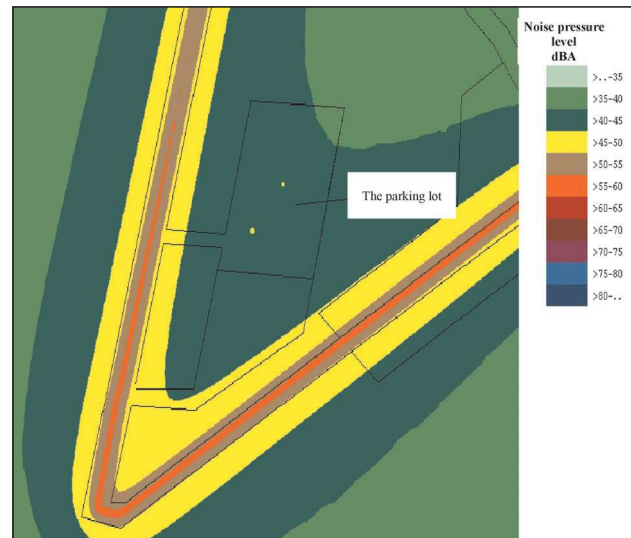 Noise pressure
level
dBA
>..-35
>35-40
>40-45
>45-50
>50-55
>55-60
>60-65
>65-70
>70-75
>75-80
>80-..
The parking lot